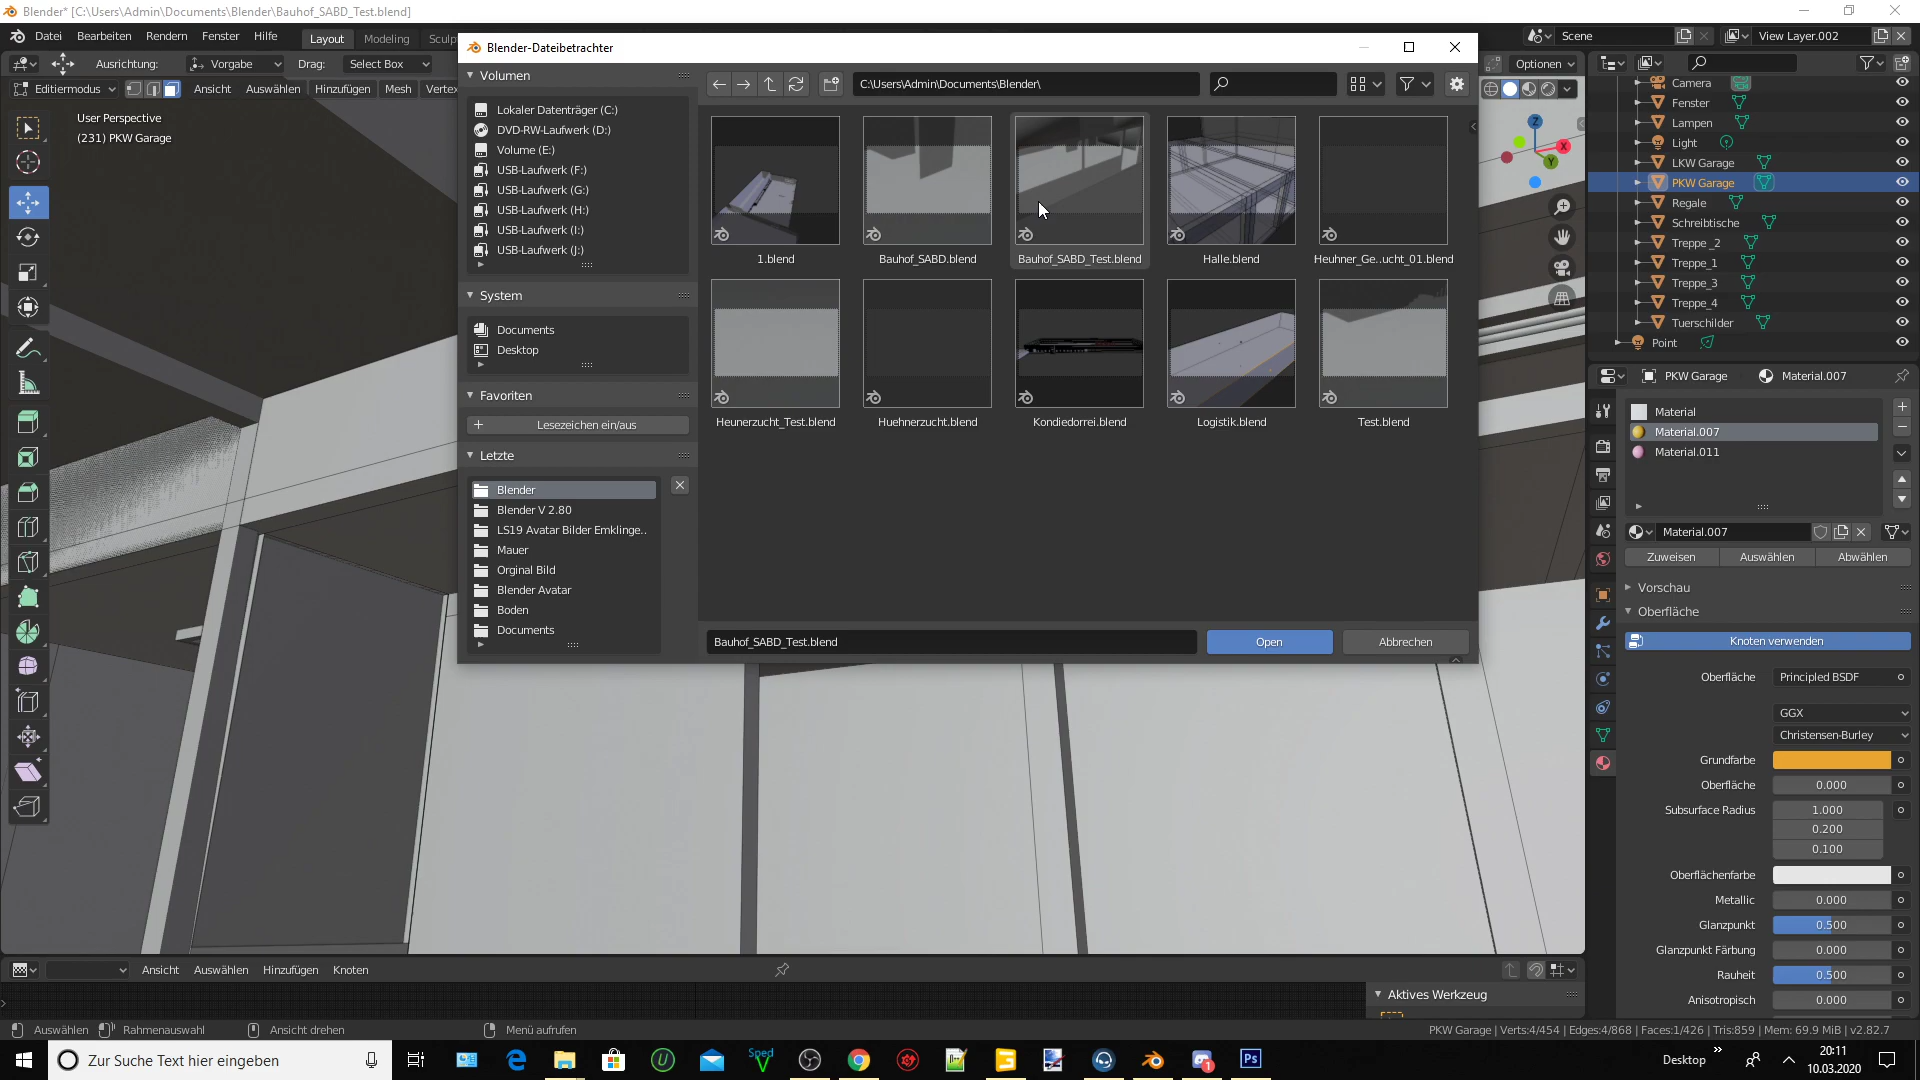 Blender* [C:\Users\Admin\Documents\Blender\Bauhof_SABD_Test.blend]
Datei Bearbeiten Rendern Fenster Hilfe Layout Modeling Sculp
Scene View Layer.002
Ausrichtung: Vorgabe Drag: Select Box Optionen
Editiermodus Ansicht Auswählen Hinzufügen Mesh Vertex
User Perspective
(231) PKW Garage
Blender-Dateibetrachter
Volumen
Lokaler Datenträger (C:)
DVD-RW-Laufwerk (D:)
Volume (E:)
USB-Laufwerk (F:)
USB-Laufwerk (G:)
USB-Laufwerk (H:)
USB-Laufwerk (I:)
USB-Laufwerk (J:)
System
Documents
Desktop
Favoriten
Lesezeichen ein/aus
Letzte
Blender
Blender V 2.80
LS19 Avatar Bilder Emklinge..
Mauer
Orginal Bild
Blender Avatar
Boden
Documents
C:\Users\Admin\Documents\Blender\
1.blend
Bauhof_SABD.blend
Bauhof_SABD_Test.blend
Halle.blend
Heuhner_Ge..ucht_01.blend
Heunerzucht_Test.blend
Huehnerzucht.blend
Kondiedorrei.blend
Logistik.blend
Test.blend
Bauhof_SABD_Test.blend
Open
Abbrechen
Z
X
Y
Camera
Fenster
Lampen
Light
LKW Garage
PKW Garage
Regale
Schreibtische
Treppe _2
Treppe_1
Treppe_3
Treppe_4
Tuerschilder
Point
PKW Garage Material.007
Material
Material.007
Material.011
Material.007
Zuweisen Auswählen Abwählen
Vorschau
Oberfläche
Knoten verwenden
Oberfläche Principled BSDF
GGX
Christensen-Burley
Grundfarbe
Oberfläche 0.000
Subsurface Radius 1.000
0.200
0.100
Oberflächenfarbe
Metallic 0.000
Glanzpunkt 0.500
Glanzpunkt Färbung 0.000
Rauheit 0.500
Anisotropisch 0.000
Ansicht Auswählen Hinzufügen Knoten
Aktives Werkzeug
Auswählen Rahmenauswahl Ansicht drehen Menü aufrufen
PKW Garage | Verts:4/454 | Edges:4/868 | Faces:1/426 | Tris:859 | Mem: 69.9 MiB | v2.82.7
Zur Suche Text hier eingeben
Sped
V
1
Ps
Desktop
20:11
10.03.2020